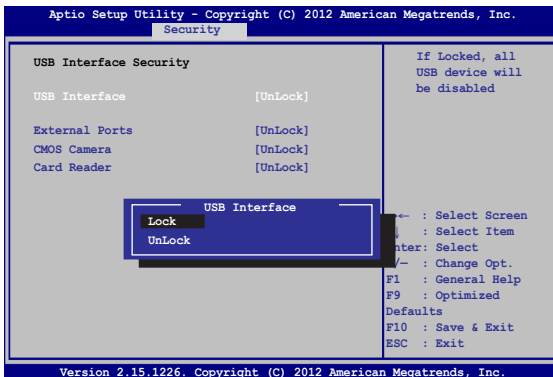 Aptio Setup Utility - Copyright (C) 2012 American Megatrends, Inc.
Security
USB Interface Security
USB Interface [UnLock]
External Ports [UnLock]
CMOS Camera [UnLock]
Card Reader [UnLock]
If Locked, all
USB device will
be disabled
USB Interface
Lock
UnLock
→← : Select Screen
↓ : Select Item
nter: Select
/— : Change Opt.
F1 : General Help
F9 : Optimized
Defaults
F10 : Save & Exit
ESC : Exit
Version 2.15.1226. Copyright (C) 2012 American Megatrends, Inc.